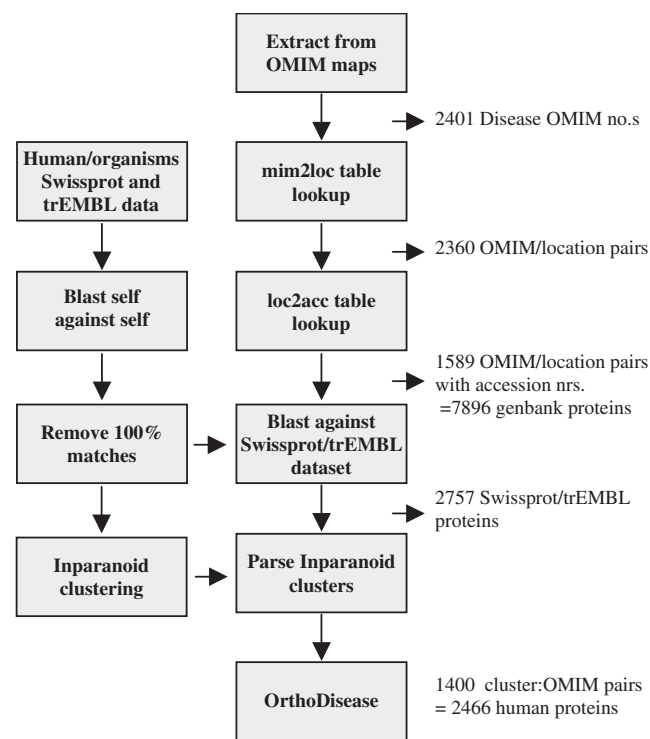 Extract from
OMIM maps
2401 Disease OMIM no.s
Human/organisms
Swissprot and
trEMBL data
mim2loc table
lookup
2360 OMIM/location pairs
Blast self
against self
loc2acc table
lookup
1589 OMIM/location pairs
with accession nrs.
=7896 genbank proteins
Remove 100%
matches
Blast against
Swissprot/trEMBL
dataset
2757 Swissprot/trEMBL
proteins
Inparanoid
clustering
Parse Inparanoid
clusters
OrthoDisease
1400 cluster:OMIM pairs
= 2466 human proteins